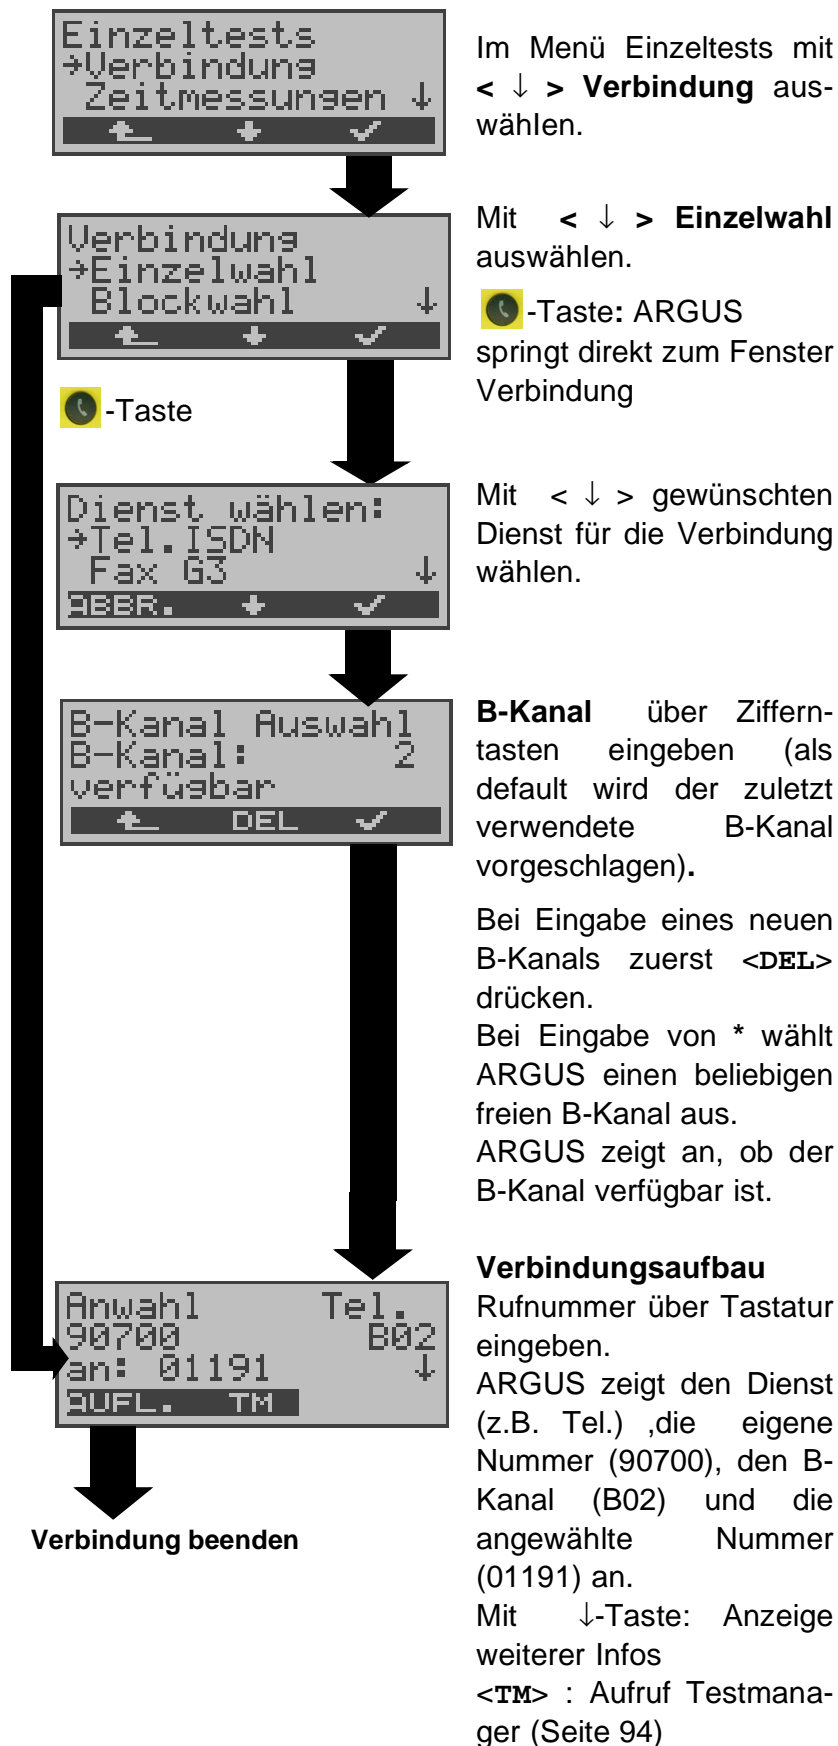 Einzeltests
→Verbindung
Zeitmessungen ↓
Im Menü Einzeltests mit
< ↓ > Verbindung aus-
wählen.
Verbindung
→Einzelwahl
Blockwahl ↓
Mit < ↓ > Einzelwahl
auswählen.
-Taste: ARGUS
springt direkt zum Fenster
Verbindung
-Taste
Dienst wählen:
→Tel.ISDN
Fax G3 ↓
ABBR.
Mit < ↓ > gewünschten
Dienst für die Verbindung
wählen.
B-Kanal Auswahl
B-Kanal: 2
verfügbar
DEL
B-Kanal über Ziffern-
tasten eingeben (als
default wird der zuletzt
verwendete B-Kanal
vorgeschlagen).
Bei Eingabe eines neuen
B-Kanals zuerst <DEL>
drücken.
Bei Eingabe von * wählt
ARGUS einen beliebigen
freien B-Kanal aus.
ARGUS zeigt an, ob der
B-Kanal verfügbar ist.
Anwahl Tel.
90700 B02
an: 01191 ↓
AUFL. TM
Verbindung beenden
Verbindungsaufbau
Rufnummer über Tastatur
eingeben.
ARGUS zeigt den Dienst
(z.B. Tel.) ,die eigene
Nummer (90700), den B-
Kanal (B02) und die
angewählte Nummer
(01191) an.
Mit ↓-Taste: Anzeige
weiterer Infos
<TM> : Aufruf Testmana-
ger (Seite 94)